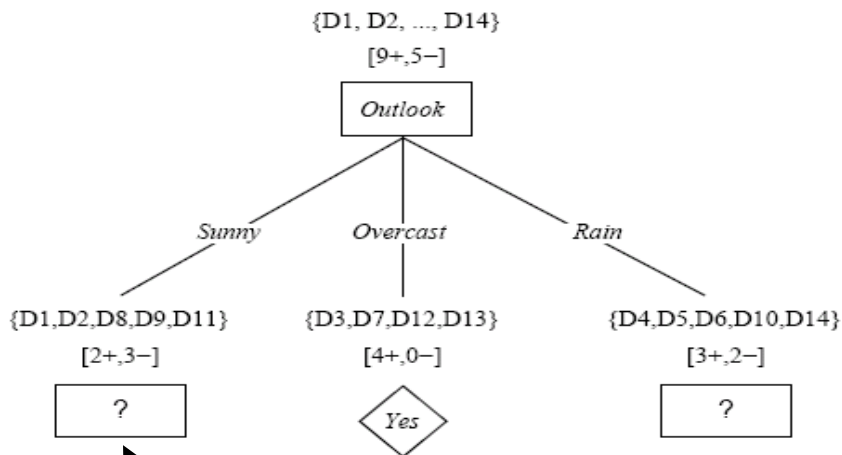 {D1, D2, ..., D14}
[9+,5−]
Outlook
Sunny Overcast Rain
{D1,D2,D8,D9,D11} {D3,D7,D12,D13} {D4,D5,D6,D10,D14}
[2+,3−] [4+,0−] [3+,2−]
? Yes ?